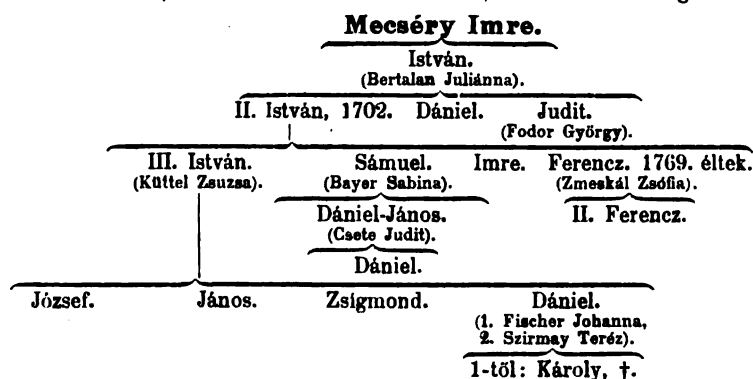 Mecséry Imre.
István.
(Bertalan Juliánna).
II. István, 1702. Dániel. Judit.
(Fodor György).
III. István. Sámuel. Imre. Ferencz. 1769. éltek.
(Küttel Zsuzsa). (Bayer Sabina). (Zmeskál Zsófia).
Dániel-János. II. Ferencz.
(Csete Judit).
Dániel.
József. János. Zsigmond. Dániel.
(1. Fischer Johanna,
2. Szirmay Teréz).
1-től: Károly, †.